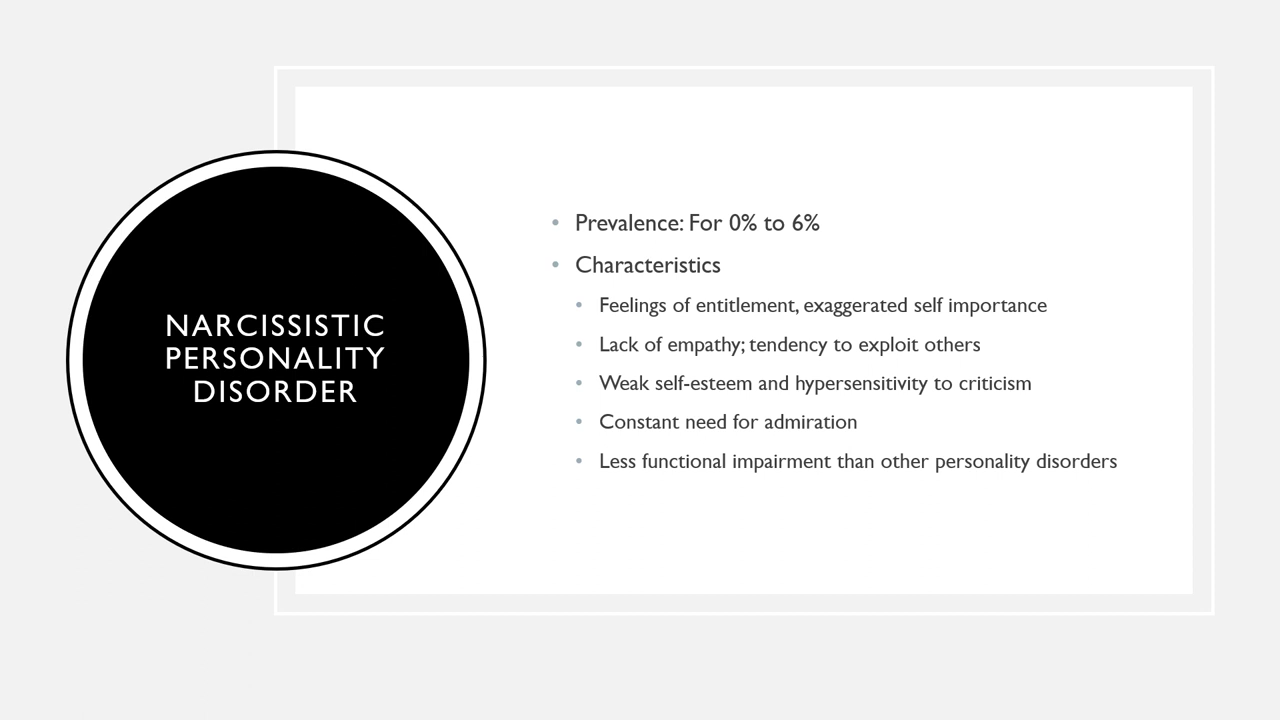 NARCISSISTIC
PERSONALITY
DISORDER
• Prevalence: For 0% to 6%
• Characteristics
• Feelings of entitlement, exaggerated self importance
• Lack of empathy; tendency to exploit others
• Weak self-esteem and hypersensitivity to criticism
• Constant need for admiration
• Less functional impairment than other personality disorders